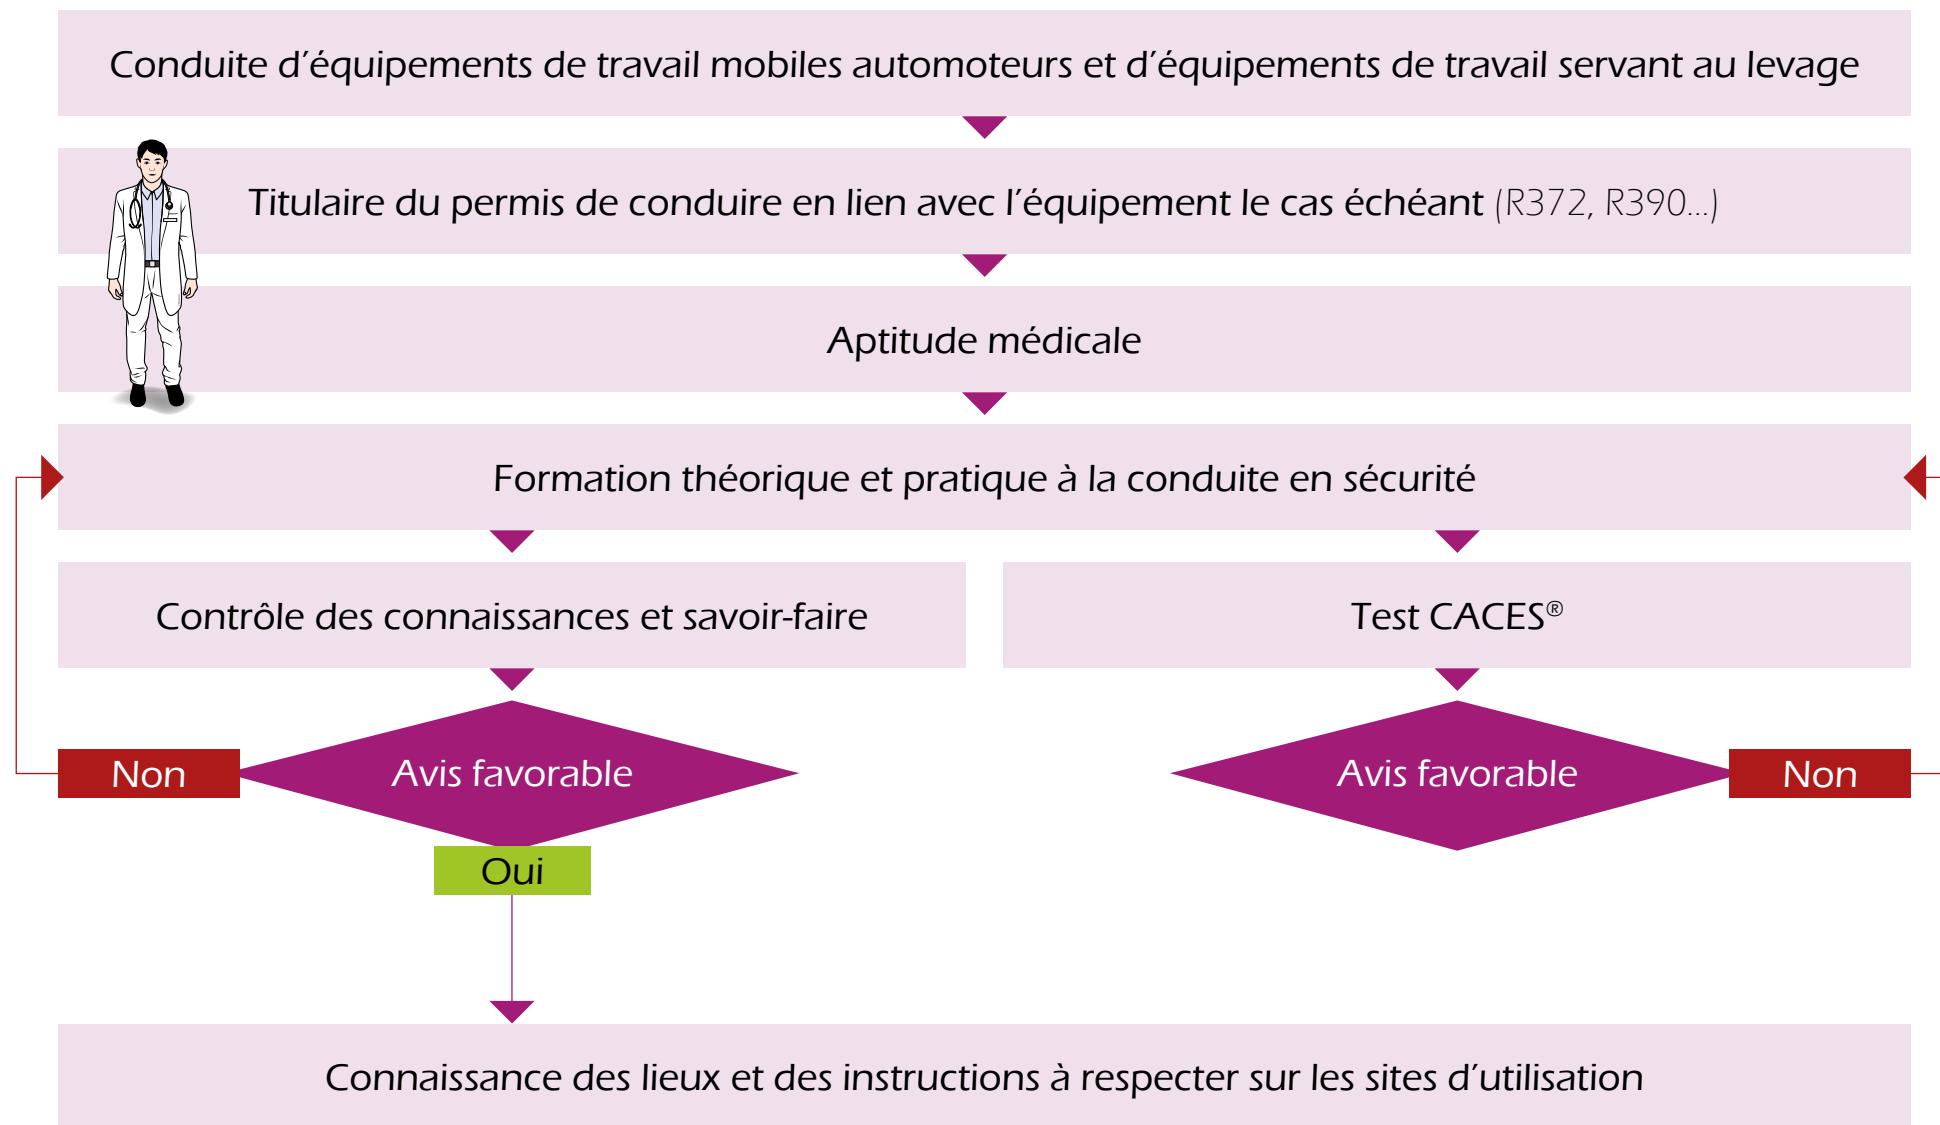 Conduite d’équipements de travail mobiles automoteurs et d’équipements de travail servant au levage
Titulaire du permis de conduire en lien avec l’équipement le cas échéant (R372, R390...)
Aptitude médicale
Formation théorique et pratique à la conduite en sécurité
Contrôle des connaissances et savoir-faire
Test CACES®
Non
Avis favorable
Avis favorable
Non
Oui
Connaissance des lieux et des instructions à respecter sur les sites d’utilisation